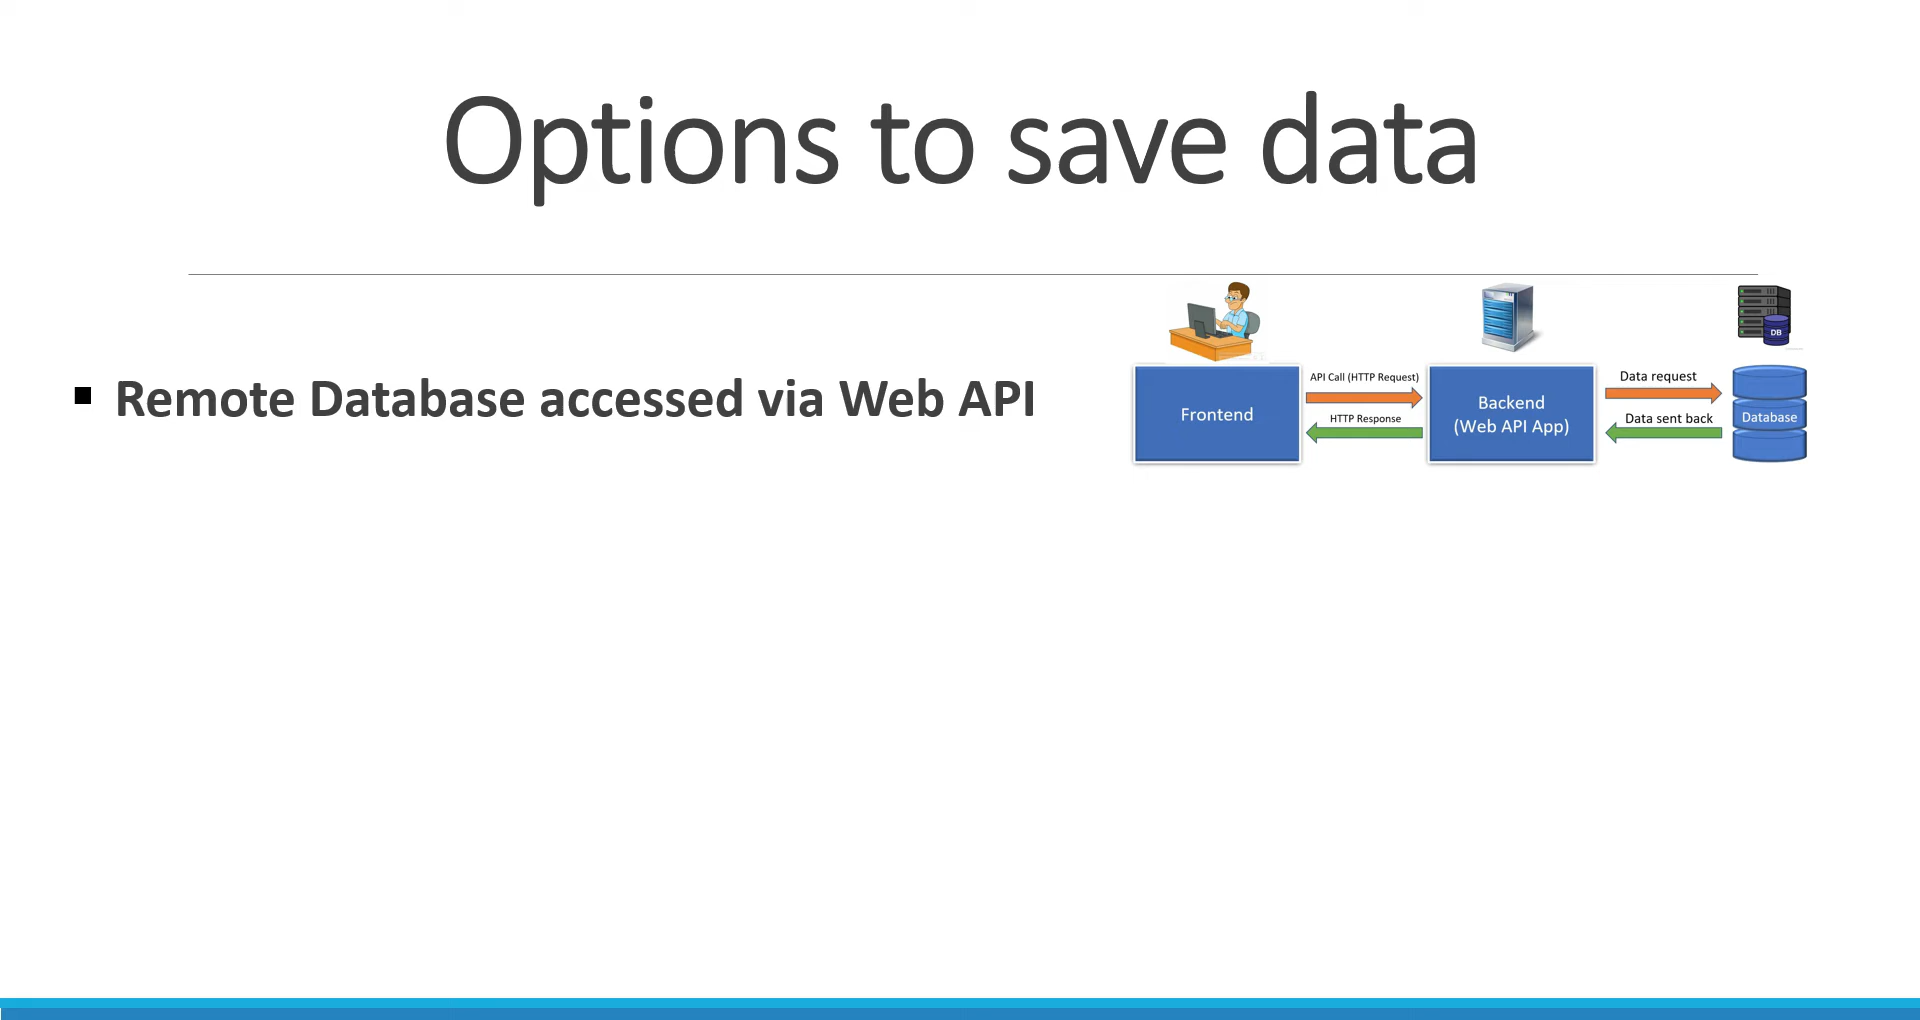 Options to save data
▪ Remote Database accessed via Web API
DB
Frontend
API Call (HTTP Request)
HTTP Response
Backend
(Web API App)
Data request
Data sent back
Database